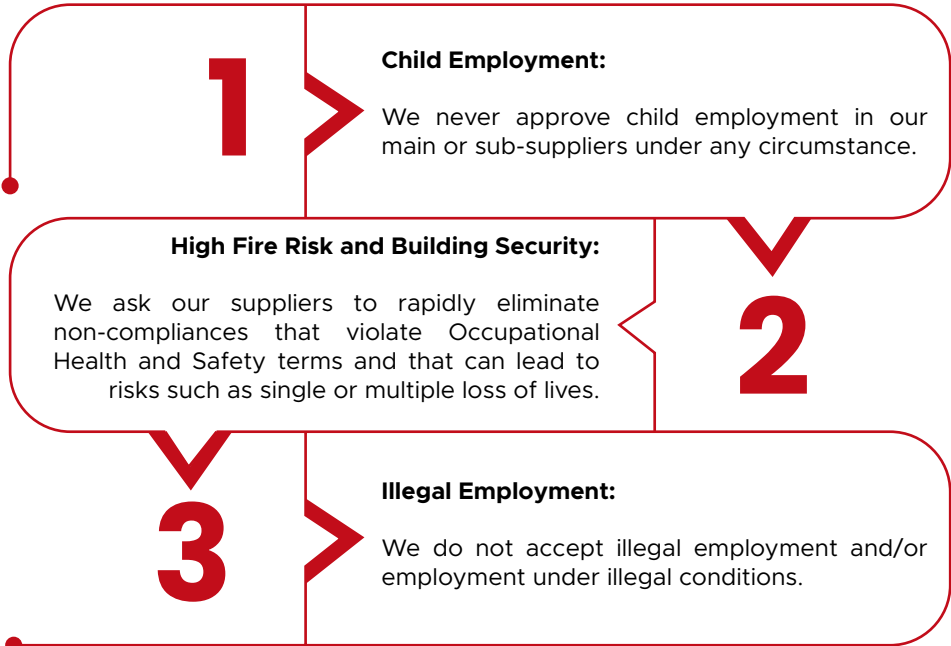 1
Child Employment:
We never approve child employment in our
main or sub-suppliers under any circumstance.
2
High Fire Risk and Building Security:
We ask our suppliers to rapidly eliminate
non-compliances that violate Occupational
Health and Safety terms and that can lead to
risks such as single or multiple loss of lives.
3
Illegal Employment:
We do not accept illegal employment and/or
employment under illegal conditions.